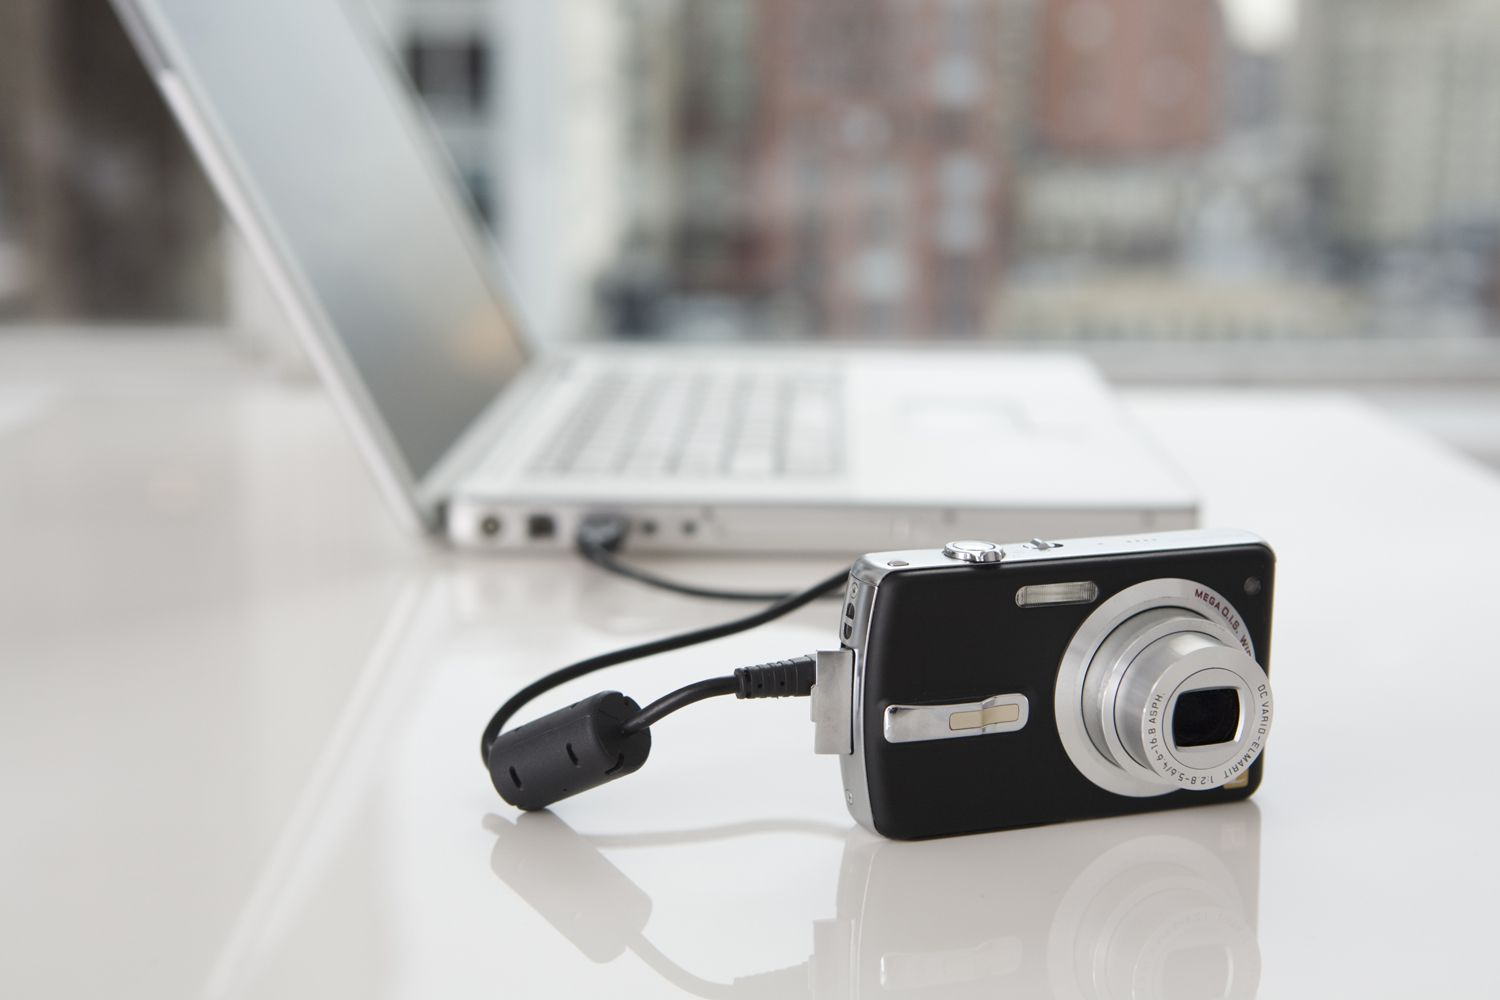 MEGA O.I.S.
DC VARIO-ELMARIT 1:2.8-5.6/4.6-16.8 ASPH.